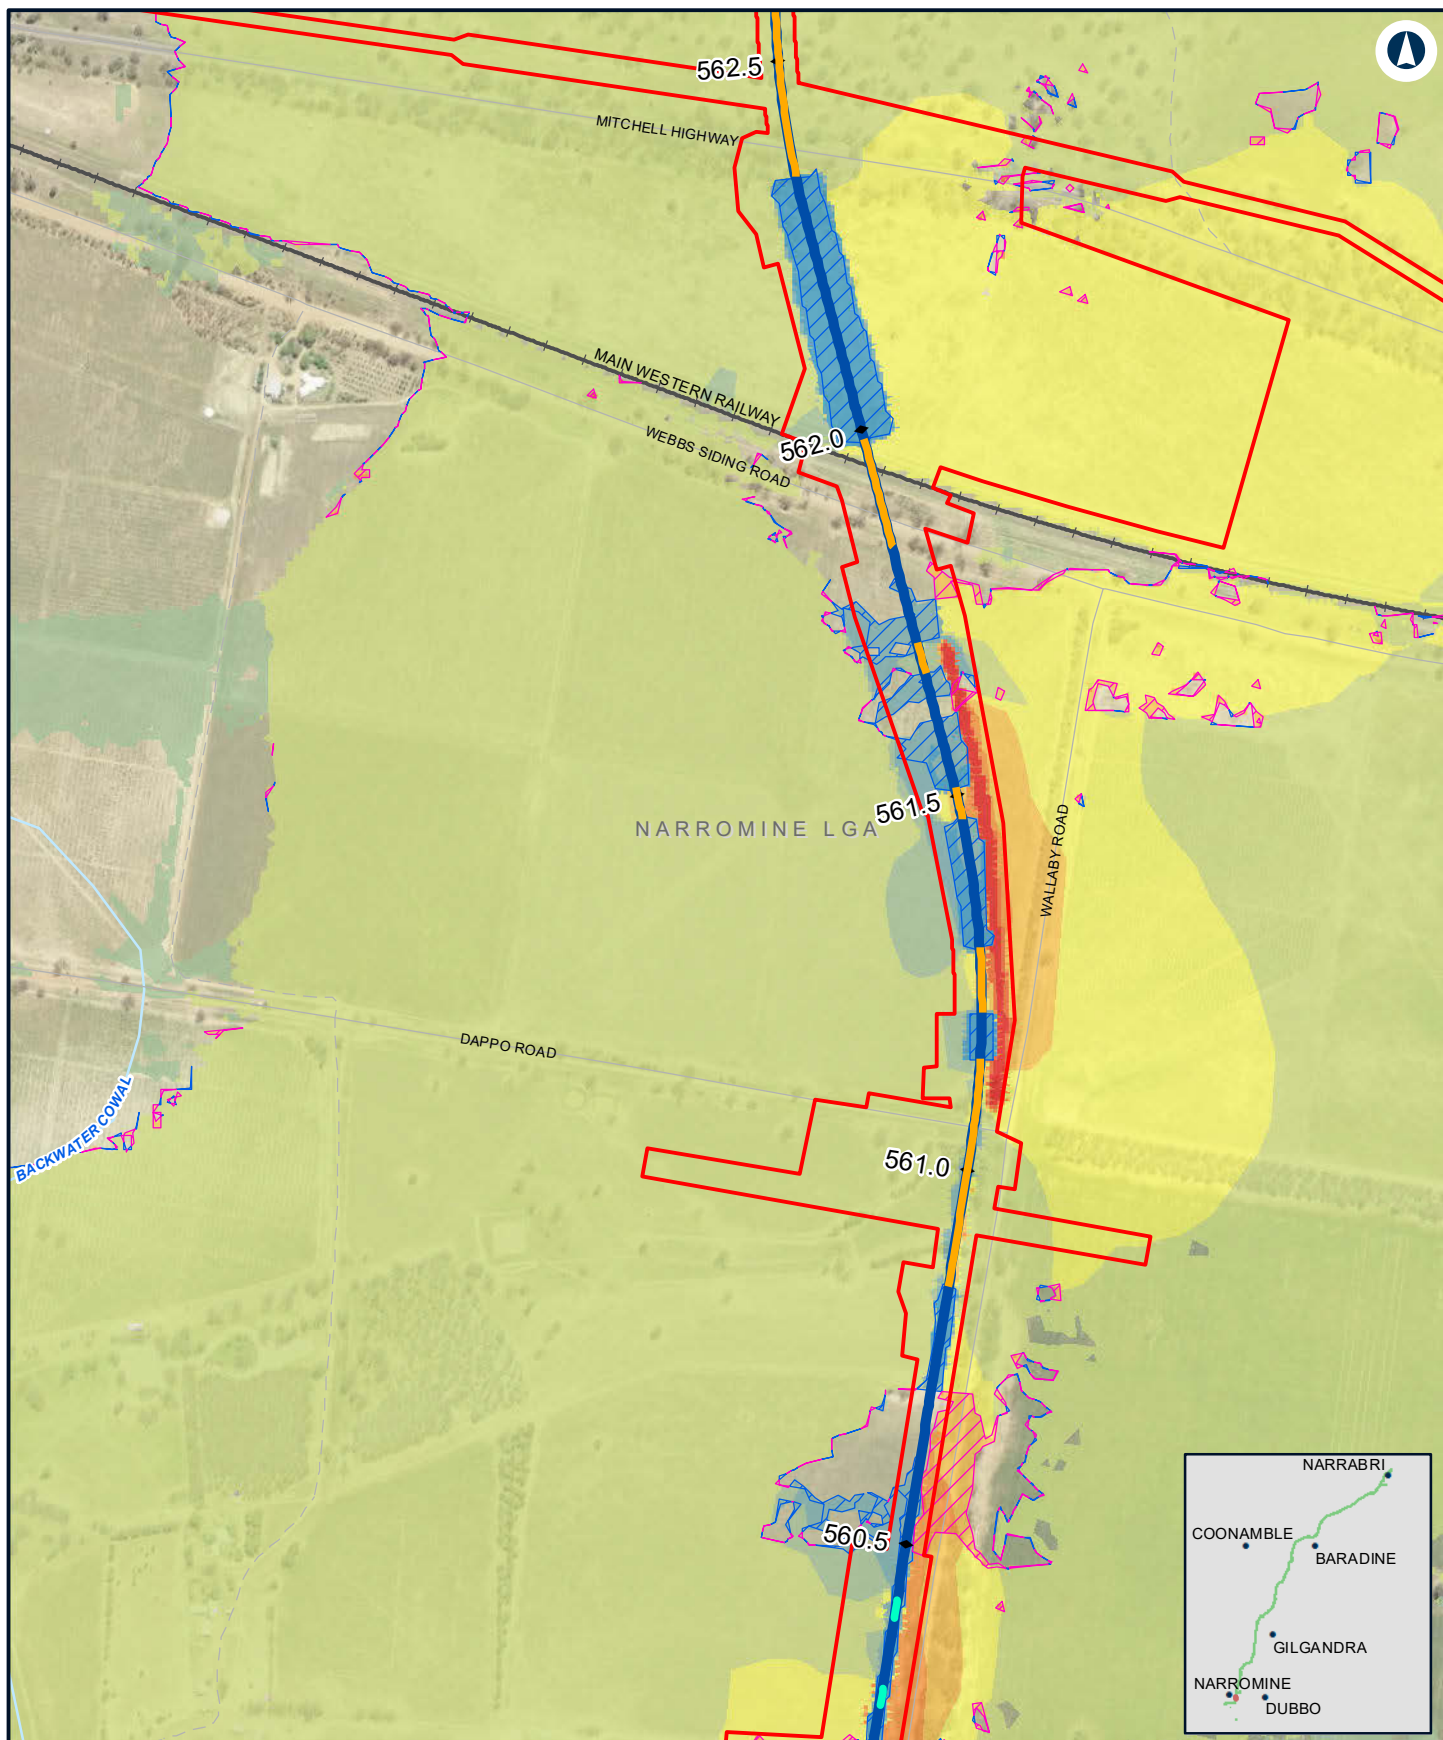 562.5
MITCHELL HIGHWAY
MAIN WESTERN RAILWAY
562.0
WEBBS SIDING ROAD
561.5
NARROMINE LGA
WALLABY ROAD
DAPPO ROAD
BACKWATER COWAL
561.0
560.5
NARRABRI
COONAMBLE
BARADINE
GILGANDRA
NARROMINE
DUBBO